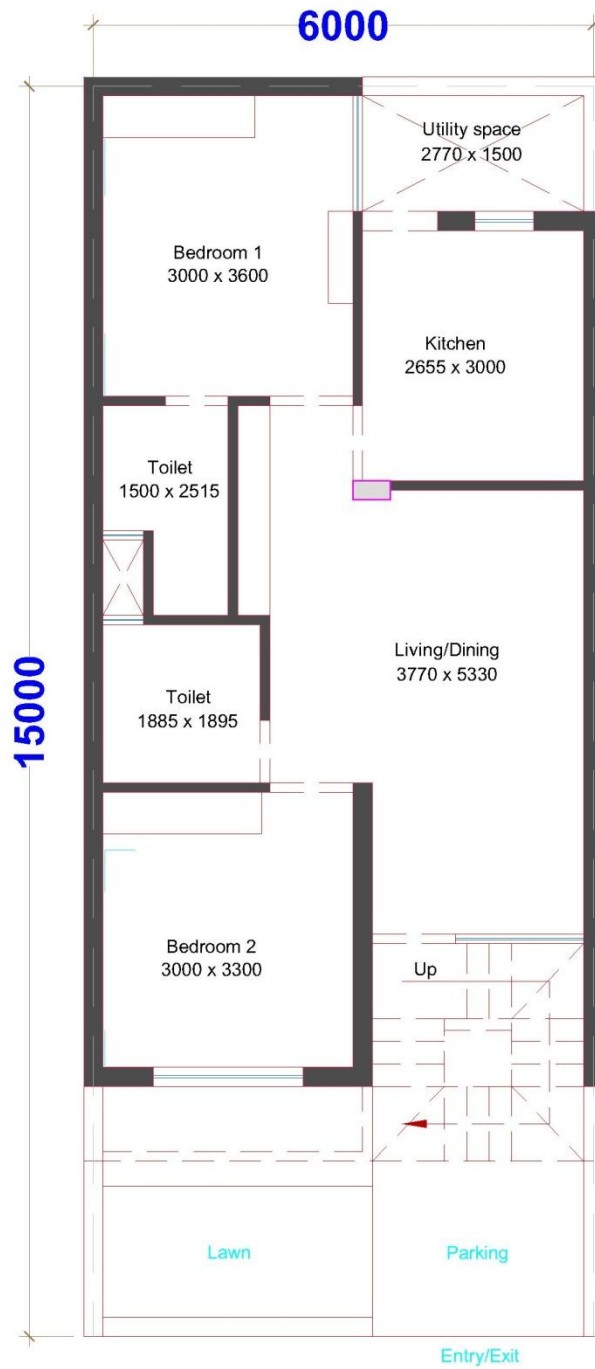 6000
Utility space
2770 x 1500
Bedroom 1
3000 x 3600
Kitchen
2655 x 3000
Toilet
1500 x 2515
Living/Dining
3770 x 5330
15000
Toilet
1885 x 1895
Bedroom 2
3000 x 3300
Up
Lawn
Parking
Entry/Exit